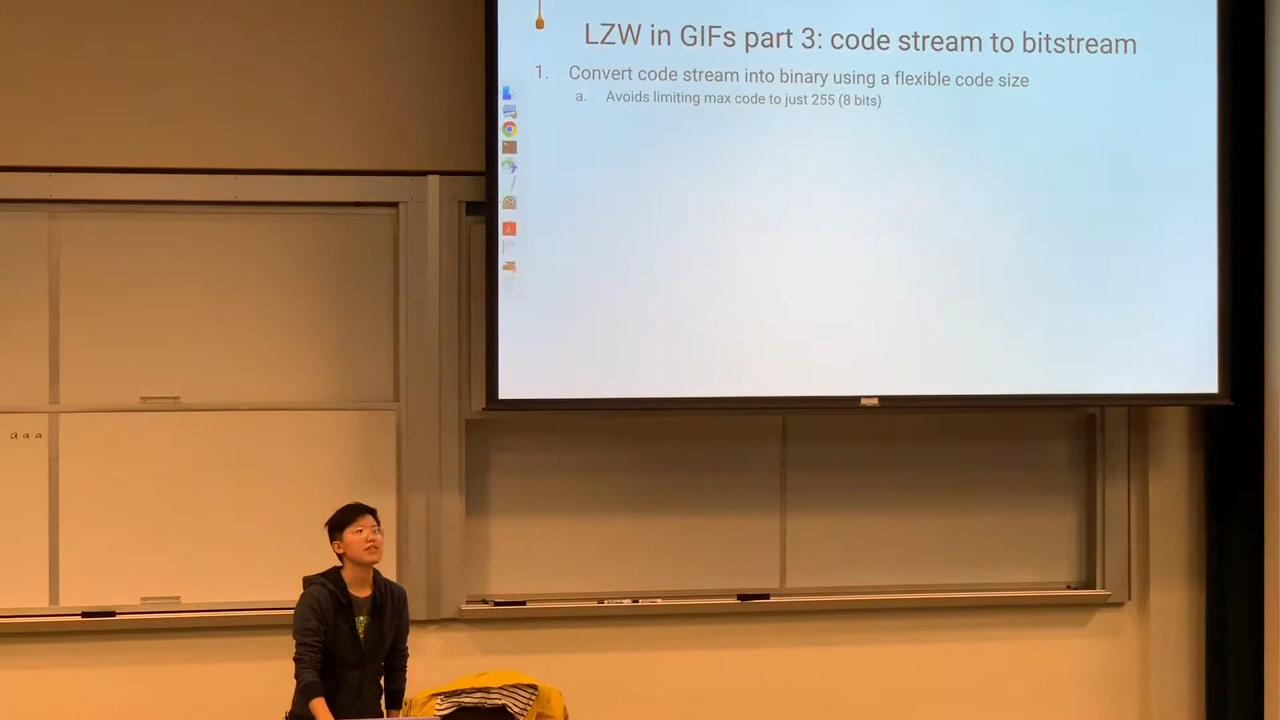 LZW in GIFs part 3: code stream to bitstream
1. Convert code stream into binary using a flexible code size
a. Avoids limiting max code to just 255 (8 bits)
a a a